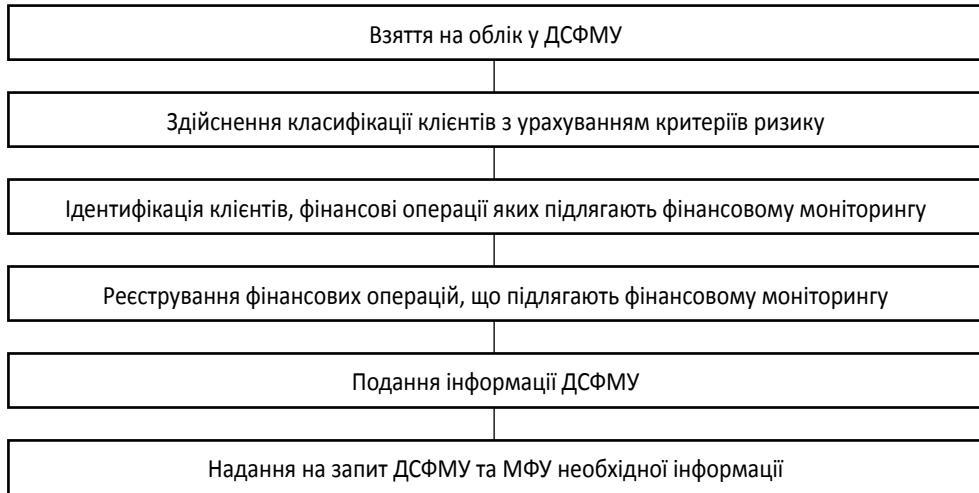 Взяття на облік у ДСФМУ
Здійснення класифікації клієнтів з урахуванням критеріїв ризику
Ідентифікація клієнтів, фінансові операції яких підлягають фінансовому моніторингу
Реєстрування фінансових операцій, що підлягають фінансовому моніторингу
Подання інформації ДСФМУ
Надання на запит ДСФМУ та МФУ необхідної інформації